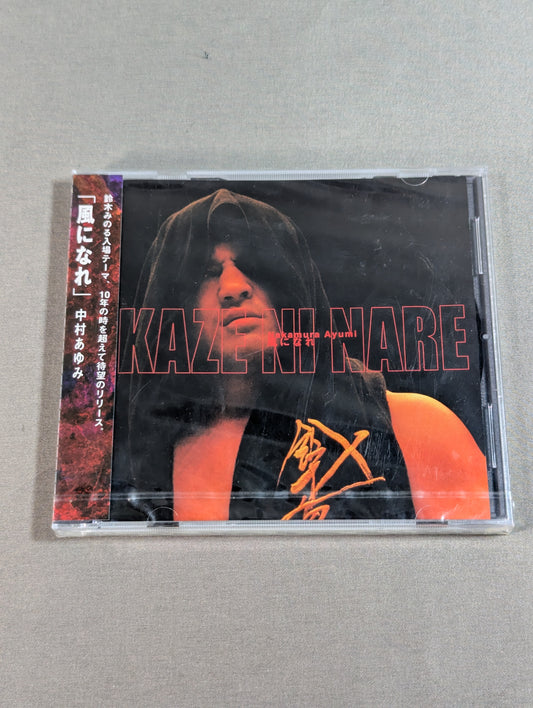 鈴木みのる入場テーマ、10年の時を超えて待望のリリース。
「風になれ」中村あゆみ
KAZE NI NARE
Nakamura Ayumi
風になれ